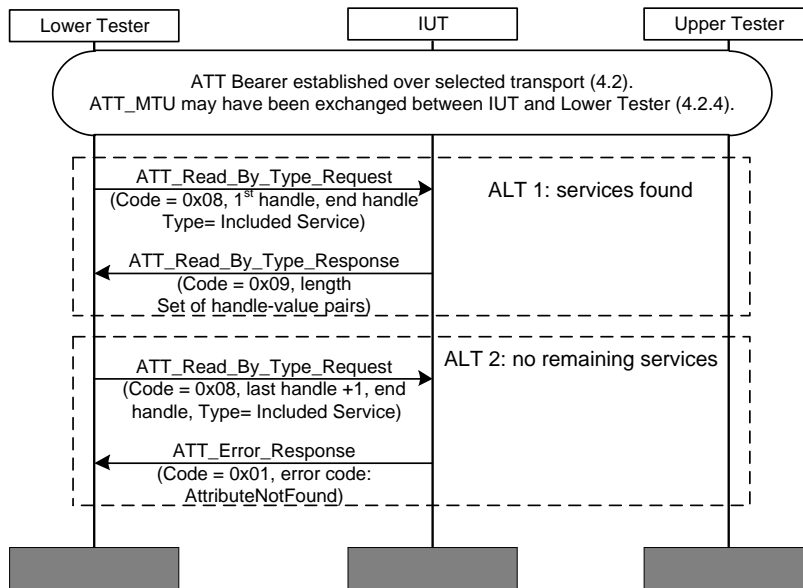 Lower Tester
IUT
Upper Tester
ATT Bearer established over selected transport (4.2).
ATT_MTU may have been exchanged between IUT and Lower Tester (4.2.4).
ATT_Read_By_Type_Request
(Code = 0x08, 1st handle, end handle
Type= Included Service)
ALT 1: services found
ATT_Read_By_Type_Response
(Code = 0x09, length
Set of handle-value pairs)
ATT_Read_By_Type_Request
(Code = 0x08, last handle +1, end
handle, Type= Included Service)
ALT 2: no remaining services
ATT_Error_Response
(Code = 0x01, error code:
AttributeNotFound)